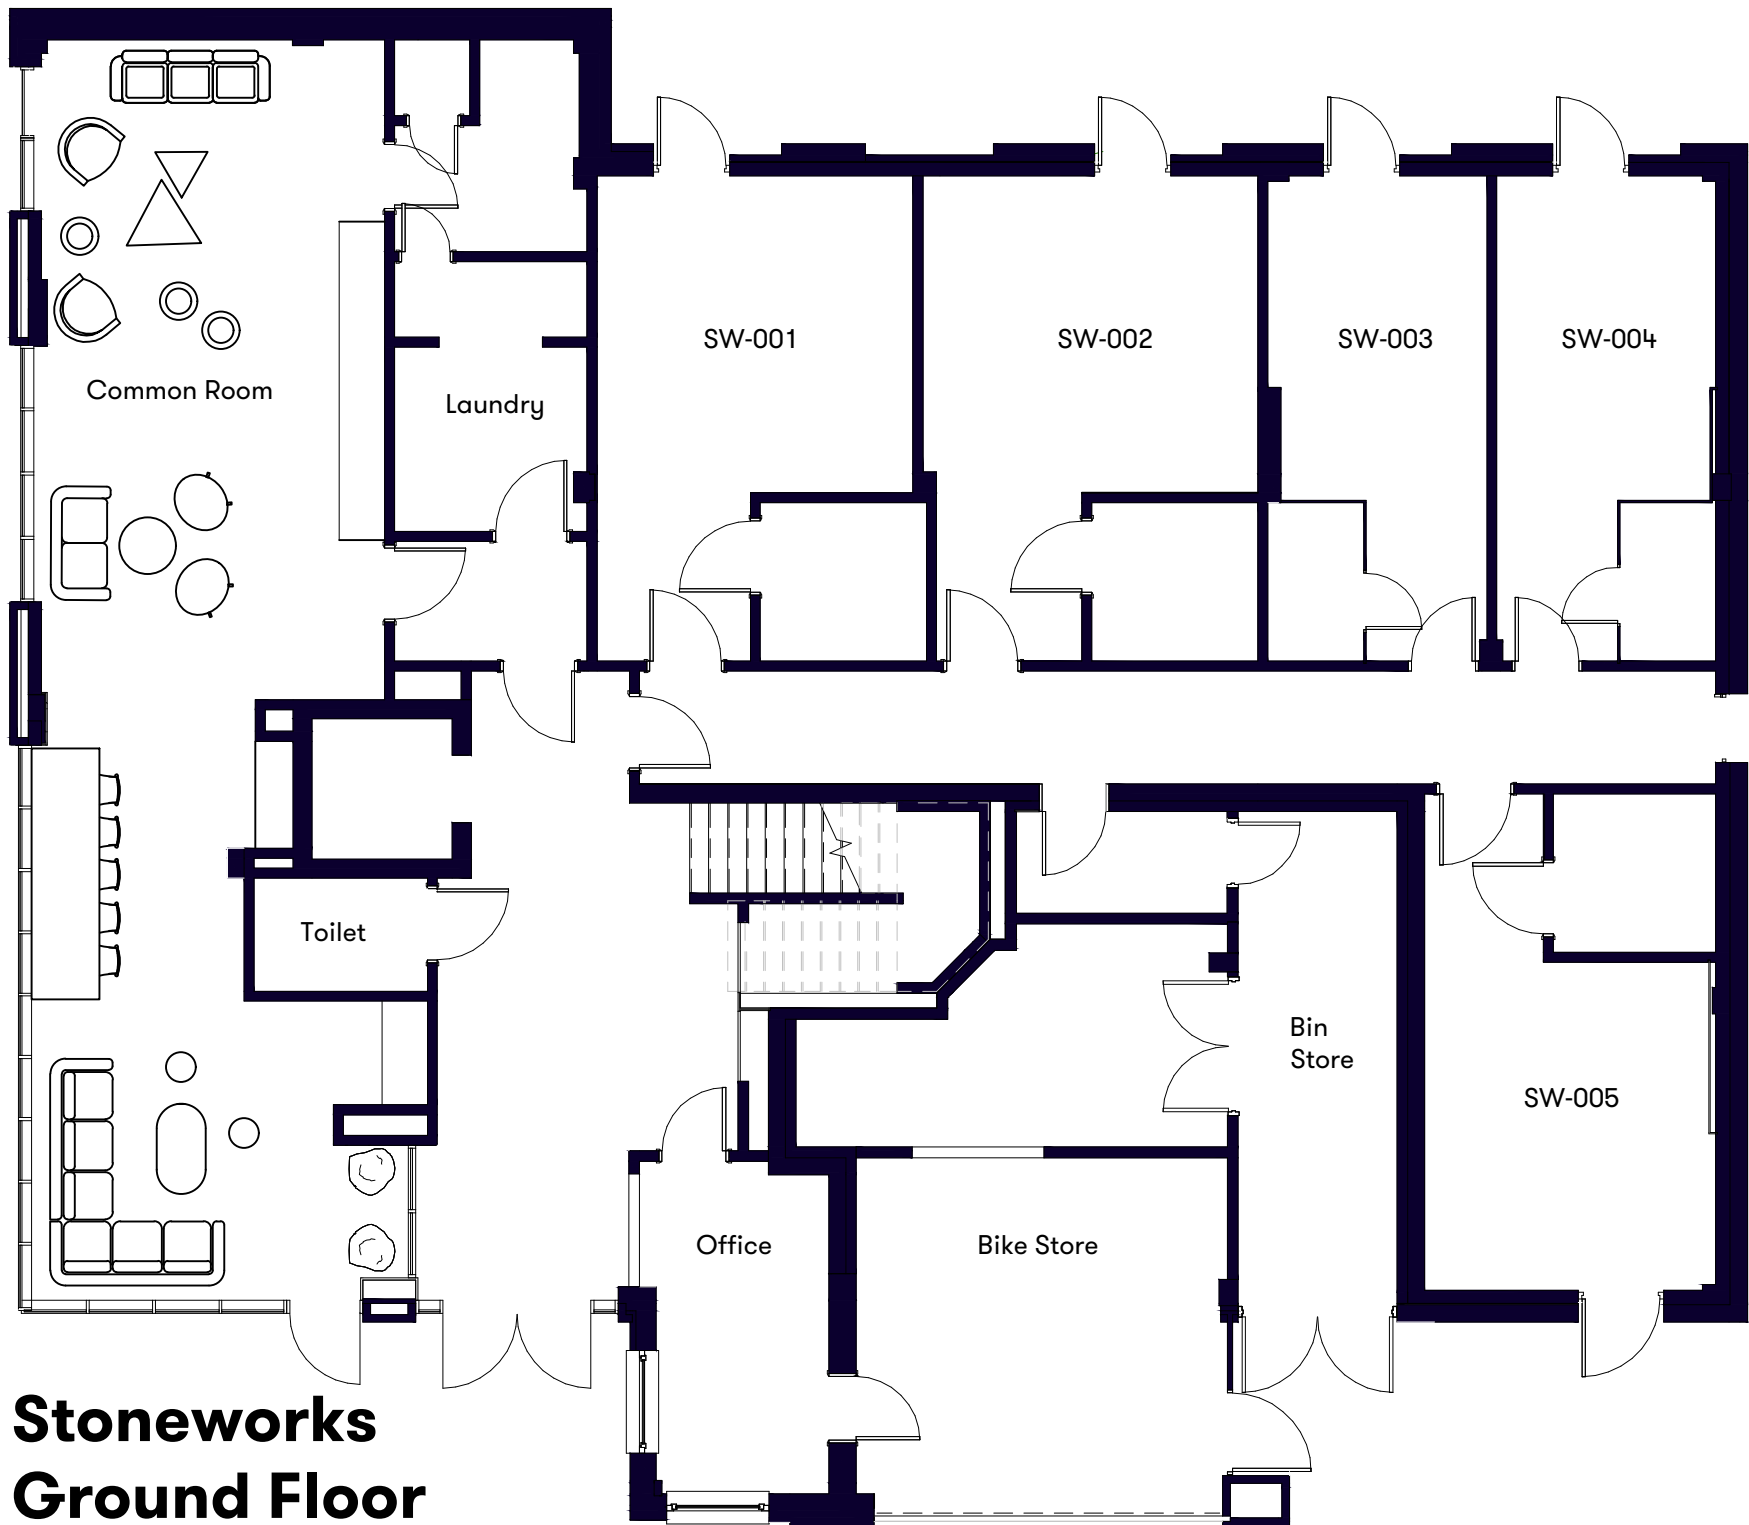 SW-001
SW-002
SW-003
SW-004
Common Room
Laundry
Toilet
Bin
Store
SW-005
Office
Bike Store
Stoneworks
Ground Floor